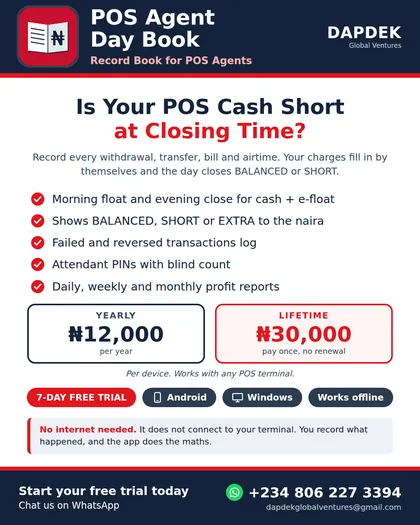 ₦
POS Agent
Day Book
Record Book for POS Agents
DAPDEK
Global Ventures
Is Your POS Cash Short
at Closing Time?
Record every withdrawal, transfer, bill and airtime. Your charges fill in by
themselves and the day closes BALANCED or SHORT.
Morning float and evening close for cash + e-float
Shows BALANCED, SHORT or EXTRA to the naira
Failed and reversed transactions log
Attendant PINs with blind count
Daily, weekly and monthly profit reports
YEARLY
₦12,000
per year
LIFETIME
₦30,000
pay once, no renewal
Per device. Works with any POS terminal.
7-DAY FREE TRIAL
Android
Windows
Works offline
No internet needed. It does not connect to your terminal. You record what
happened, and the app does the maths.
Start your free trial today
Chat us on WhatsApp
+234 806 227 3394
dapdekglobalventures@gmail.com